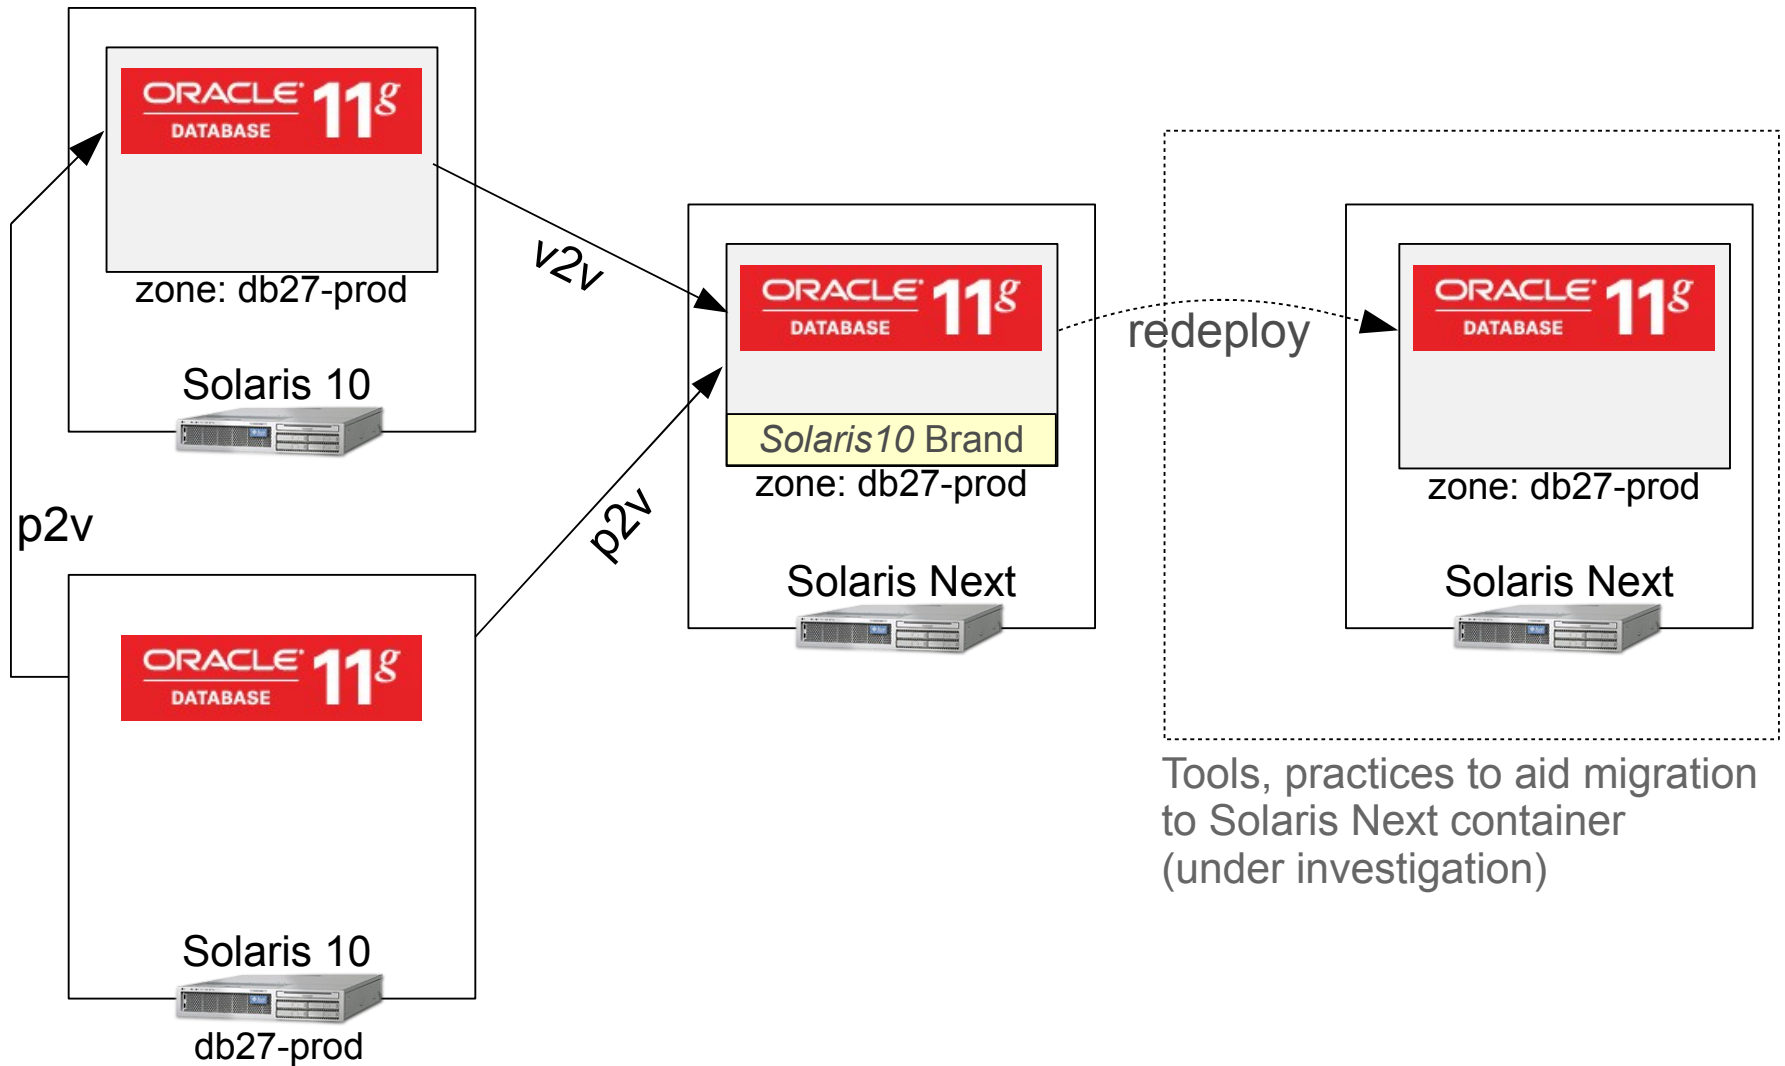 ORACLE® 11g
DATABASE
zone: db27-prod
Solaris 10
p2v
ORACLE® 11g
DATABASE
Solaris 10
db27-prod
v2v
p2v
ORACLE® 11g
DATABASE
Solaris10 Brand
zone: db27-prod
Solaris Next
redeploy
ORACLE® 11g
DATABASE
zone: db27-prod
Solaris Next
Tools, practices to aid migration
to Solaris Next container
(under investigation)